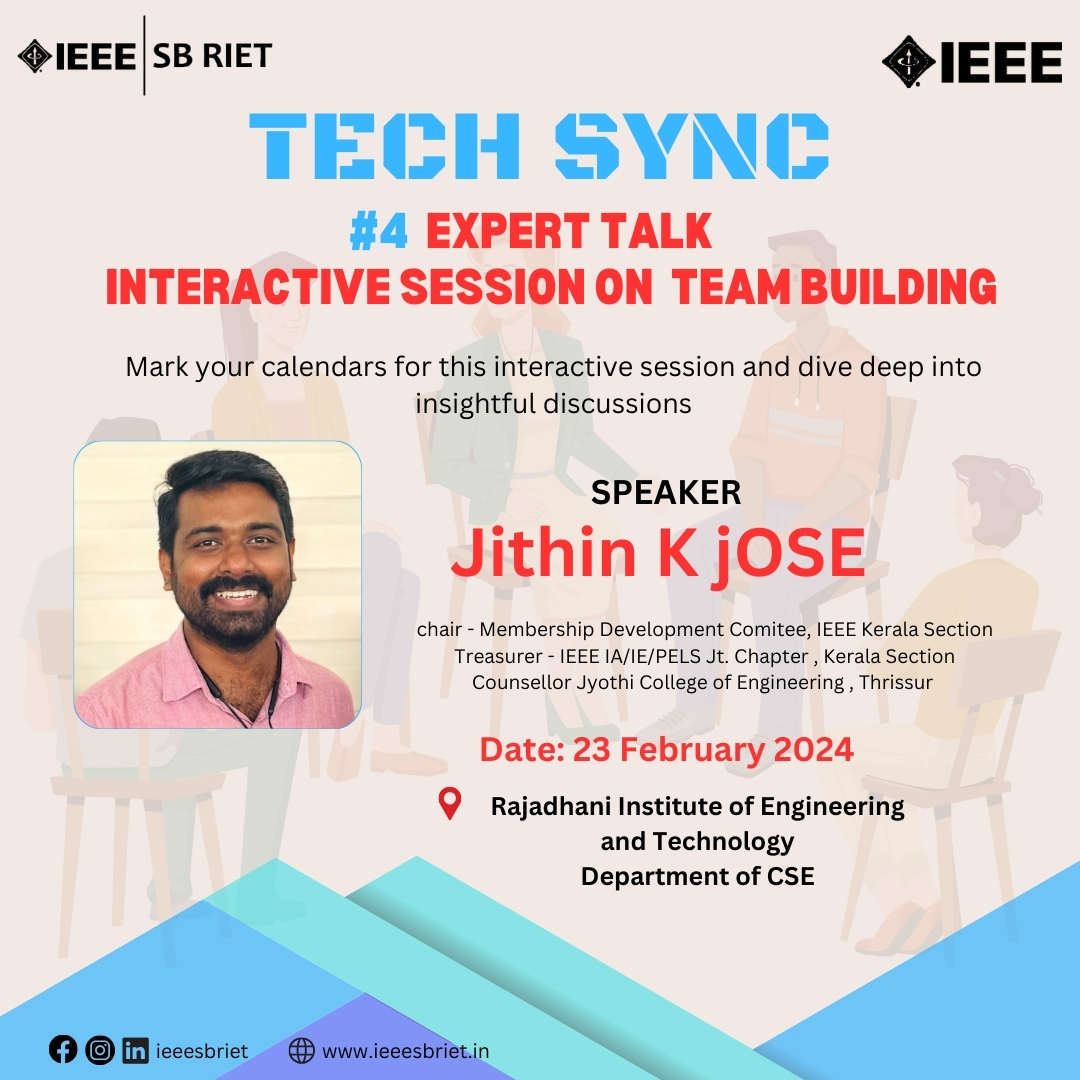 IEEE SB RIET
IEEE
TECH SYNC
#4 EXPERT TALK
INTERACTIVE SESSION ON TEAM BUILDING
Mark your calendars for this interactive session and dive deep into
insightful discussions
SPEAKER
Jithin K jOSE
chair - Membership Development Comitee, IEEE Kerala Section
Treasurer - IEEE IA/IE/PELS Jt. Chapter , Kerala Section
Counsellor Jyothi College of Engineering , Thrissur
Date: 23 February 2024
Rajadhani Institute of Engineering
and Technology
Department of CSE
ieeesbriet www.ieeesbriet.in